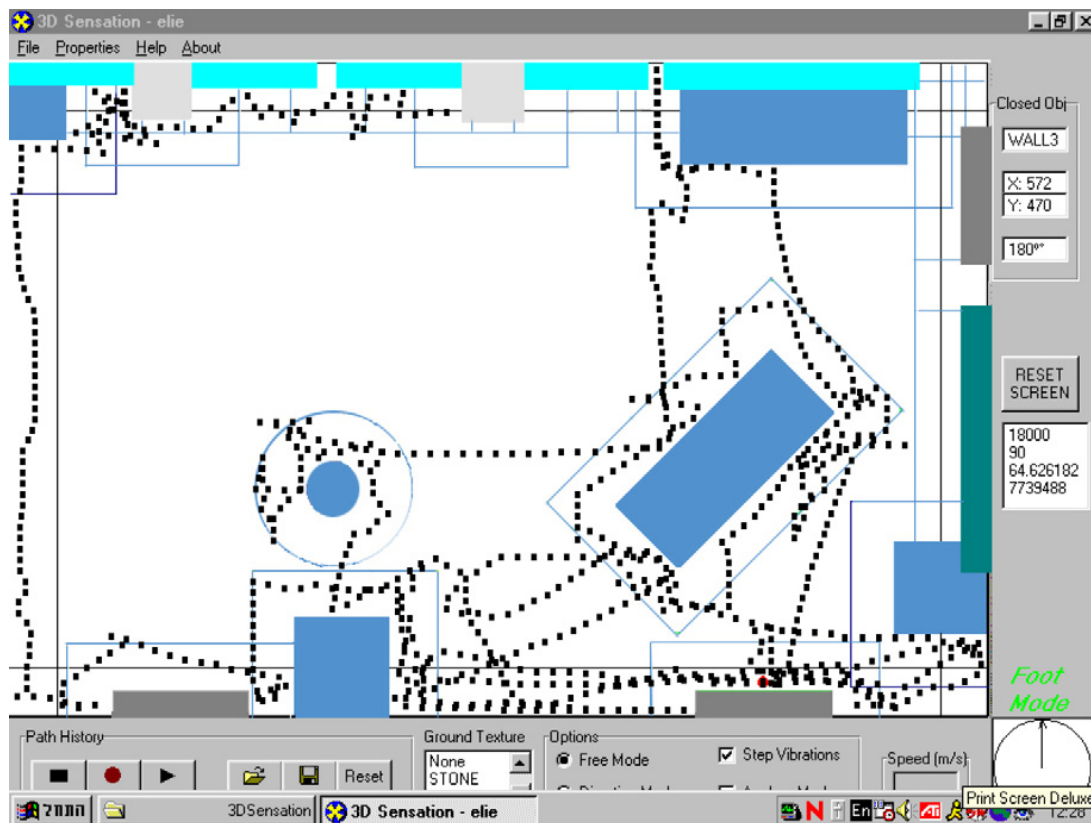 3D Sensation - elie
File Properties Help About
Closed Obj
WALL3
X: 572
Y: 470
180º"
RESET
SCREEN
18000
90
64.626182
7739488
Foot
Mode
Path History
Reset
Ground Texture
None
STONE
Options
Free Mode
Step Vibrations
Speed (m/s)
Print Screen Deluxe
התחל
3DSensation
3D Sensation - elie
En